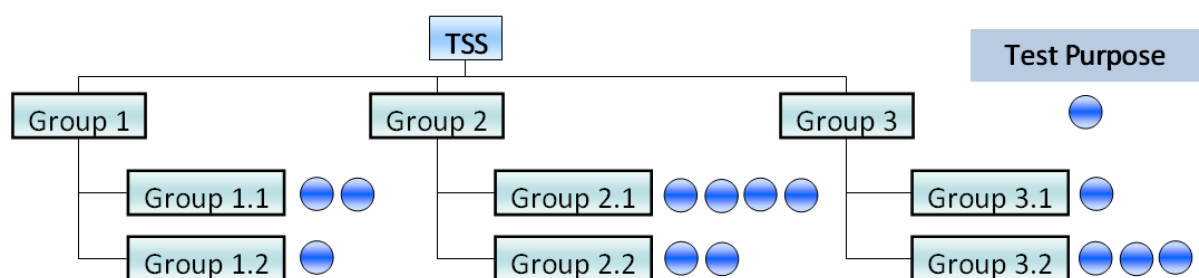 TSS
Test Purpose
Group 1
Group 2
Group 3
Group 1.1
Group 2.1
Group 3.1
Group 1.2
Group 2.2
Group 3.2